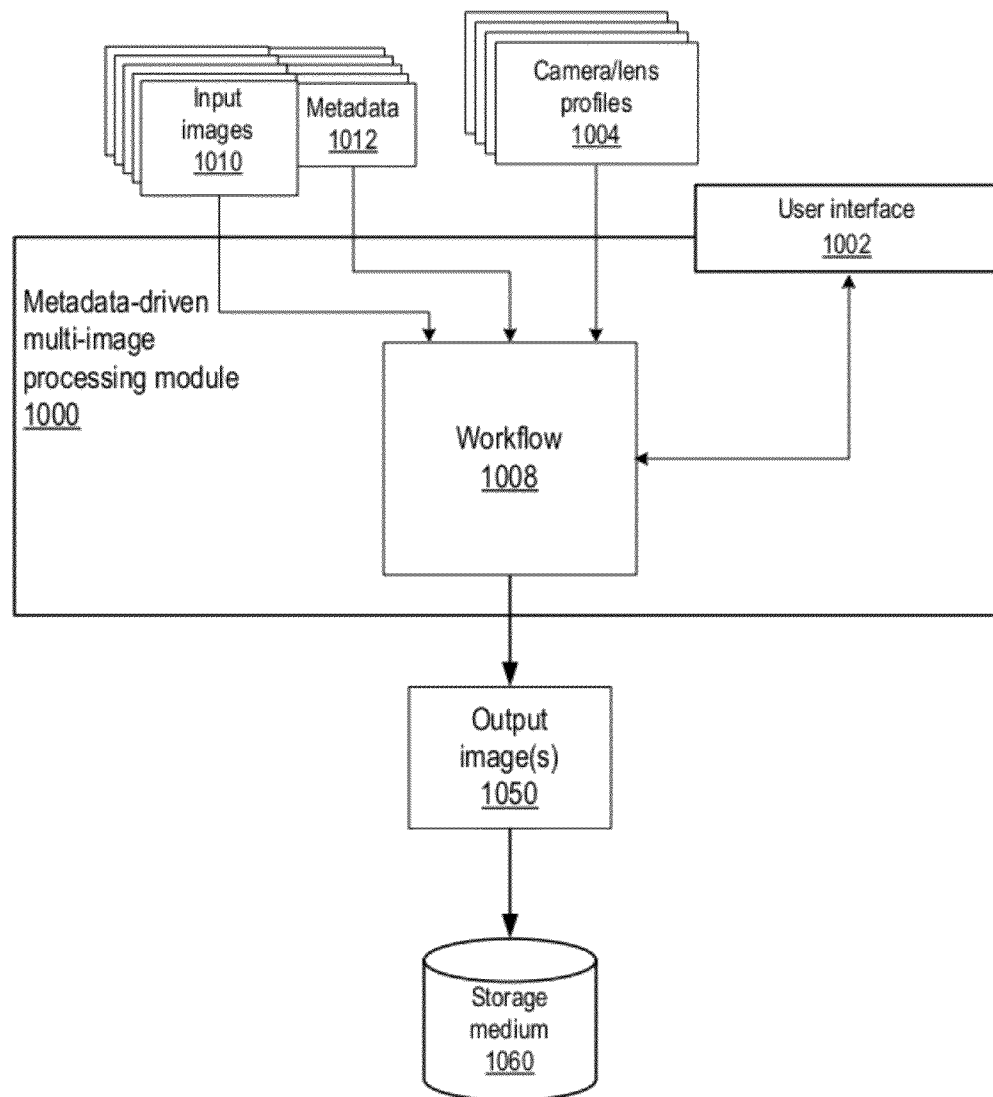 Input
images
1010
Metadata
1012
Camera/lens
profiles
1004
User interface
1002
Metadata-driven
multi-image
processing module
1000
Workflow
1008
Output
image(s)
1050
Storage
medium
1060